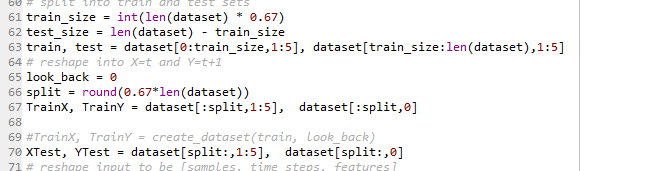 60 # split into train and test sets
61 train_size = int(len(dataset) * 0.67)
62 test_size = len(dataset) - train_size
63 train, test = dataset[0:train_size,1:5], dataset[train_size:len(dataset),1:5]
64 # reshape into X=t and Y=t+1
65 look_back = 0
66 split = round(0.67*len(dataset))
67 TrainX, TrainY = dataset[:split,1:5],  dataset[:split,0]
68
69 #TrainX, TrainY = create_dataset(train, look_back)
70 XTest, YTest = dataset[split:,1:5],  dataset[split:,0]
71 # reshape input to be [samples, time steps, features]